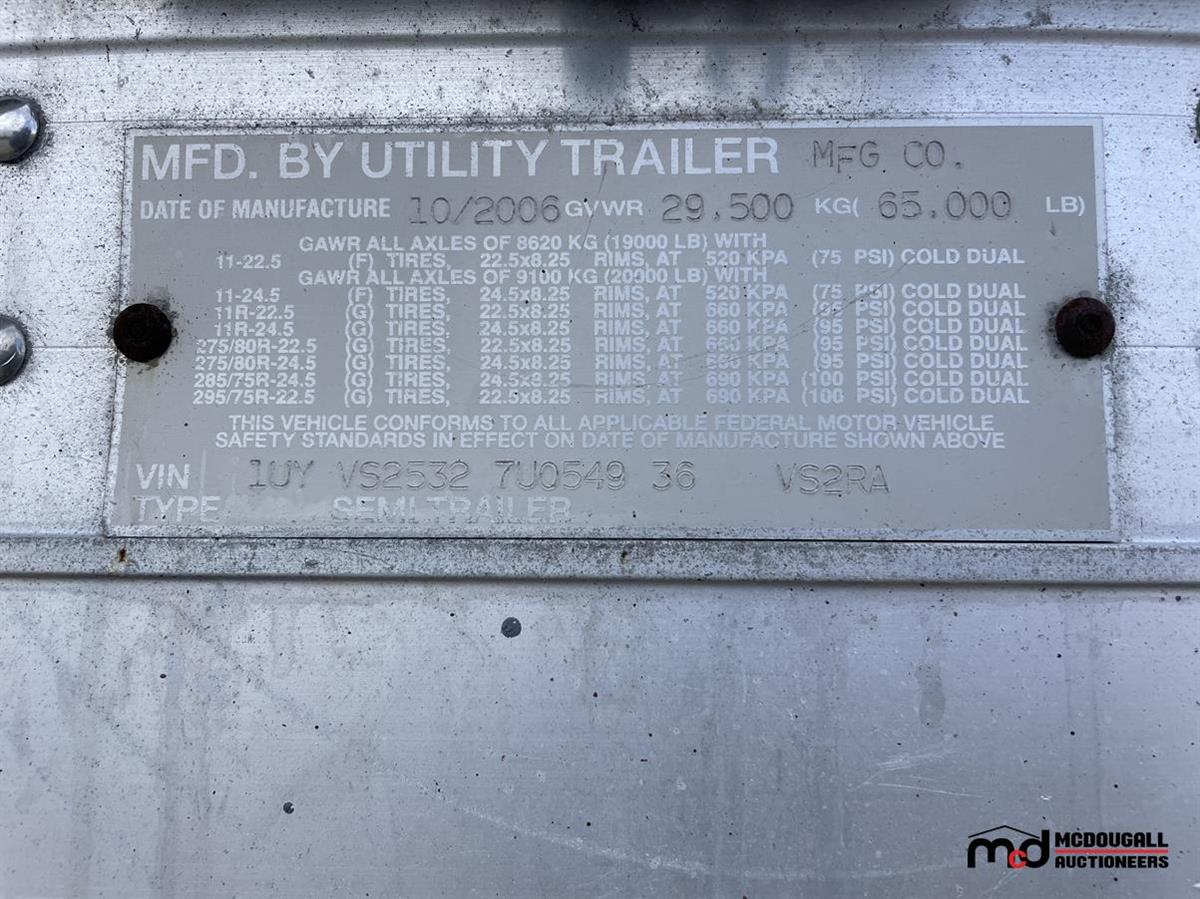 MFD. BY UTILITY TRAILER MFG CO.
DATE OF MANUFACTURE 10/2006 GVWR 29.500 KG( 65.000 LB)
GAWR ALL AXLES OF 8620 KG (19000 LB) WITH
11-22.5 (F) TIRES, 22.5x8.25 RIMS, AT 520 KPA (75 PSI) COLD DUAL
GAWR ALL AXLES OF 9100 KG (20000 LB) WITH
11-24.5 (F) TIRES, 24.5x8.25 RIMS, AT 520 KPA (75 PSI) COLD DUAL
11R-22.5 (G) TIRES, 22.5x8.25 RIMS, AT 660 KPA (95 PSI) COLD DUAL
11R-24.5 (G) TIRES, 24.5x8.25 RIMS, AT 660 KPA (95 PSI) COLD DUAL
275/80R-22.5 (G) TIRES, 22.5x8.25 RIMS, AT 660 KPA (95 PSI) COLD DUAL
275/80R-24.5 (G) TIRES, 24.5x8.25 RIMS, AT 660 KPA (95 PSI) COLD DUAL
285/75R-24.5 (G) TIRES, 24.5x8.25 RIMS, AT 690 KPA (100 PSI) COLD DUAL
295/75R-22.5 (G) TIRES, 22.5x8.25 RIMS, AT 690 KPA (100 PSI) COLD DUAL
THIS VEHICLE CONFORMS TO ALL APPLICABLE FEDERAL MOTOR VEHICLE
SAFETY STANDARDS IN EFFECT ON DATE OF MANUFACTURE SHOWN ABOVE
VIN 1UY VS2532 7U0549 36 VS2RA
TYPE SEMI-TRAILER
mcd MCDOUGALL
AUCTIONEERS